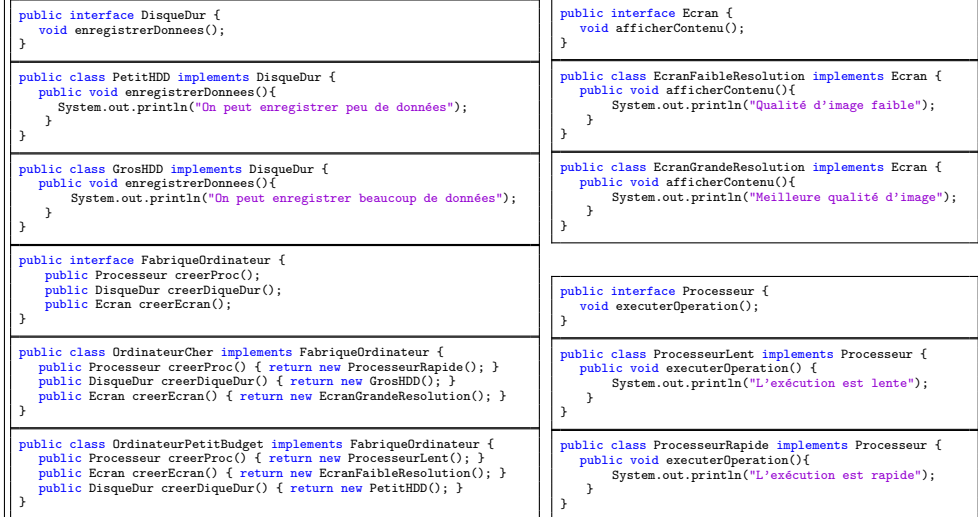 public interface DisqueDur {
void enregistrerDonnees();
}
public class PetitHDD implements DisqueDur {
public void enregistrerDonnees(){
System.out.println("On peut enregistrer peu de données");
}
}
public class GrosHDD implements DisqueDur {
public void enregistrerDonnees(){
System.out.println("On peut enregistrer beaucoup de données");
}
}
public interface FabriqueOrdinateur {
public Processeur creerProc();
public DisqueDur creerDiqueDur();
public Ecran creerEcran();
}
public class OrdinateurCher implements FabriqueOrdinateur {
public Processeur creerProc() { return new ProcesseurRapide(); }
public DisqueDur creerDiqueDur() { return new GrosHDD(); }
public Ecran creerEcran() { return new EcranGrandeResolution(); }
}
public class OrdinateurPetitBudget implements FabriqueOrdinateur {
public Processeur creerProc() { return new ProcesseurLent(); }
public Ecran creerEcran() { return new EcranFaibleResolution(); }
public DisqueDur creerDiqueDur() { return new PetitHDD(); }
}
public interface Ecran {
void afficherContenu();
}
public class EcranFaibleResolution implements Ecran {
public void afficherContenu(){
System.out.println("Qualité d'image faible");
}
}
public class EcranGrandeResolution implements Ecran {
public void afficherContenu(){
System.out.println("Meilleure qualité d'image");
}
}
public interface Processeur {
void executerOperation();
}
public class ProcesseurLent implements Processeur {
public void executerOperation() {
System.out.println("L'exécution est lente");
}
}
public class ProcesseurRapide implements Processeur {
public void executerOperation(){
System.out.println("L'exécution est rapide");
}
}